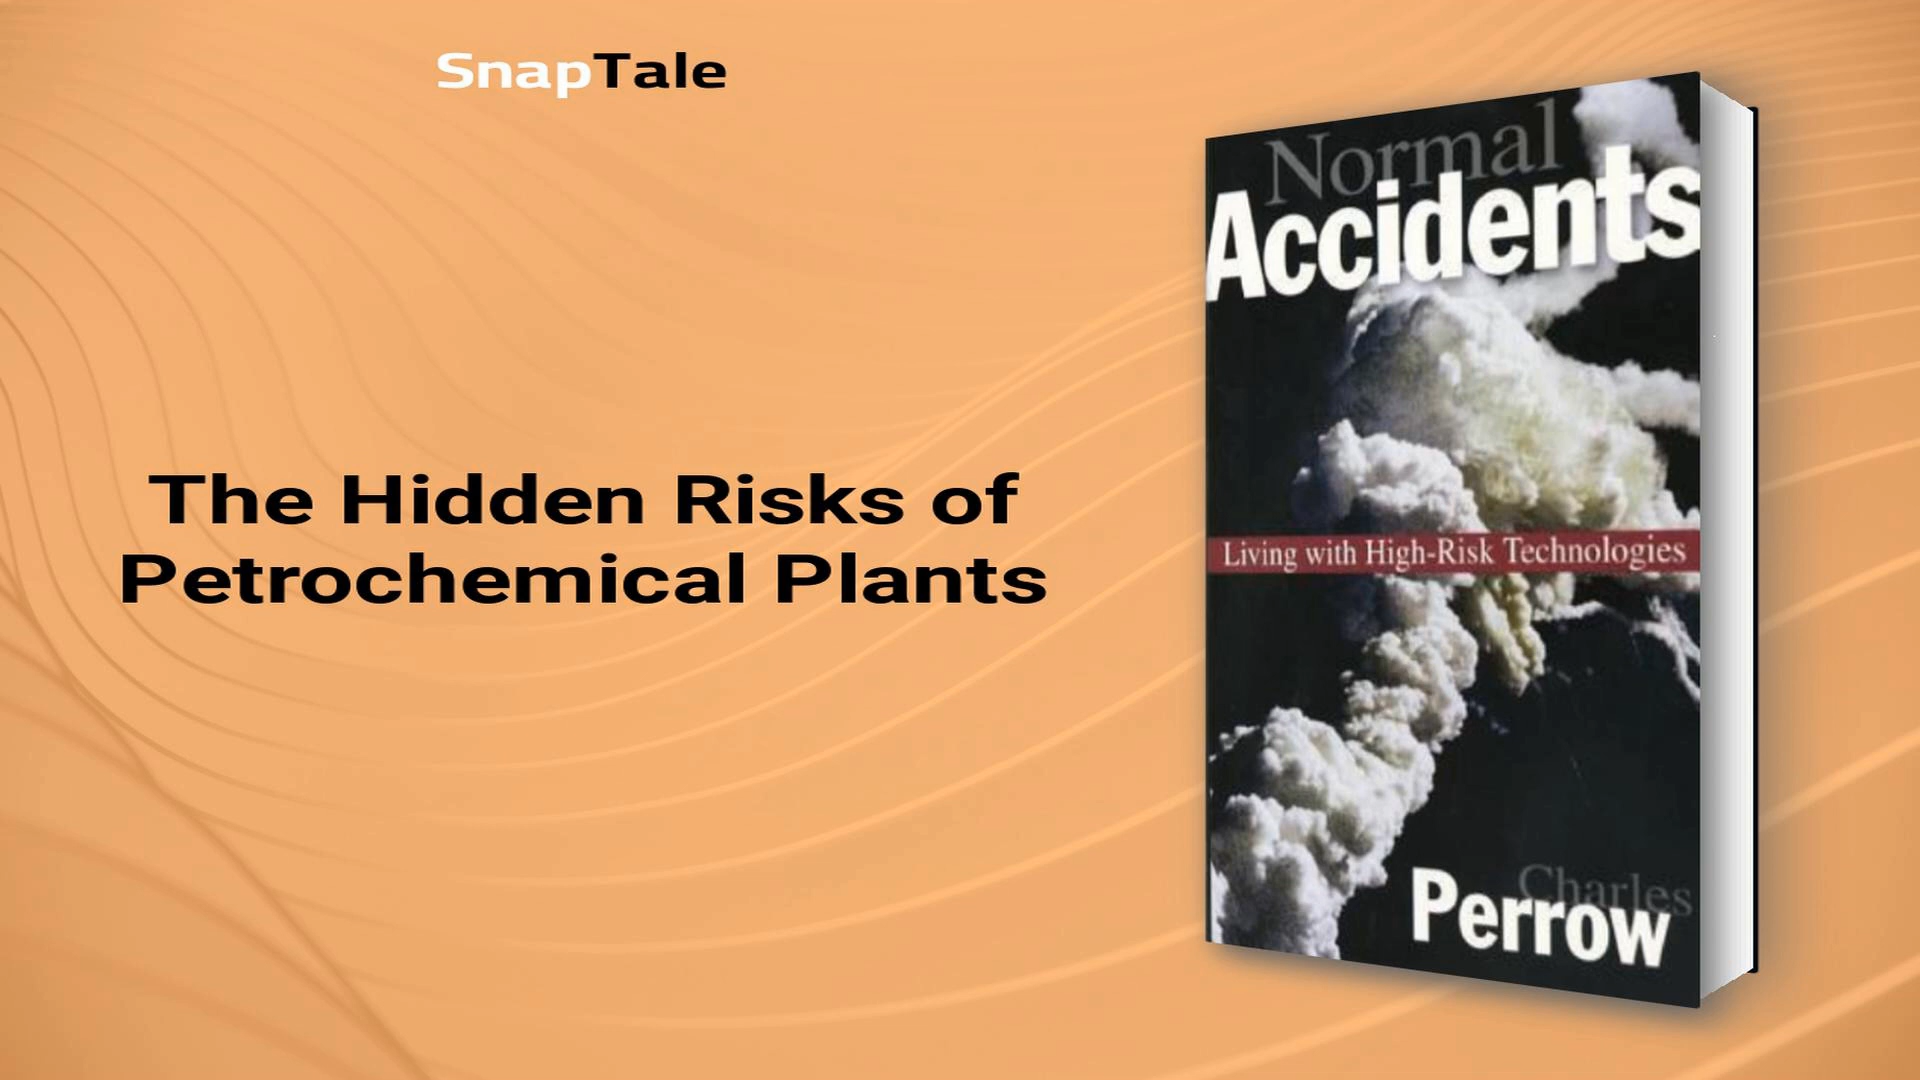 SnapTale
The Hidden Risks of
Petrochemical Plants
Normal
Accidents
Living with High-Risk Technologies
Charles
Perrow